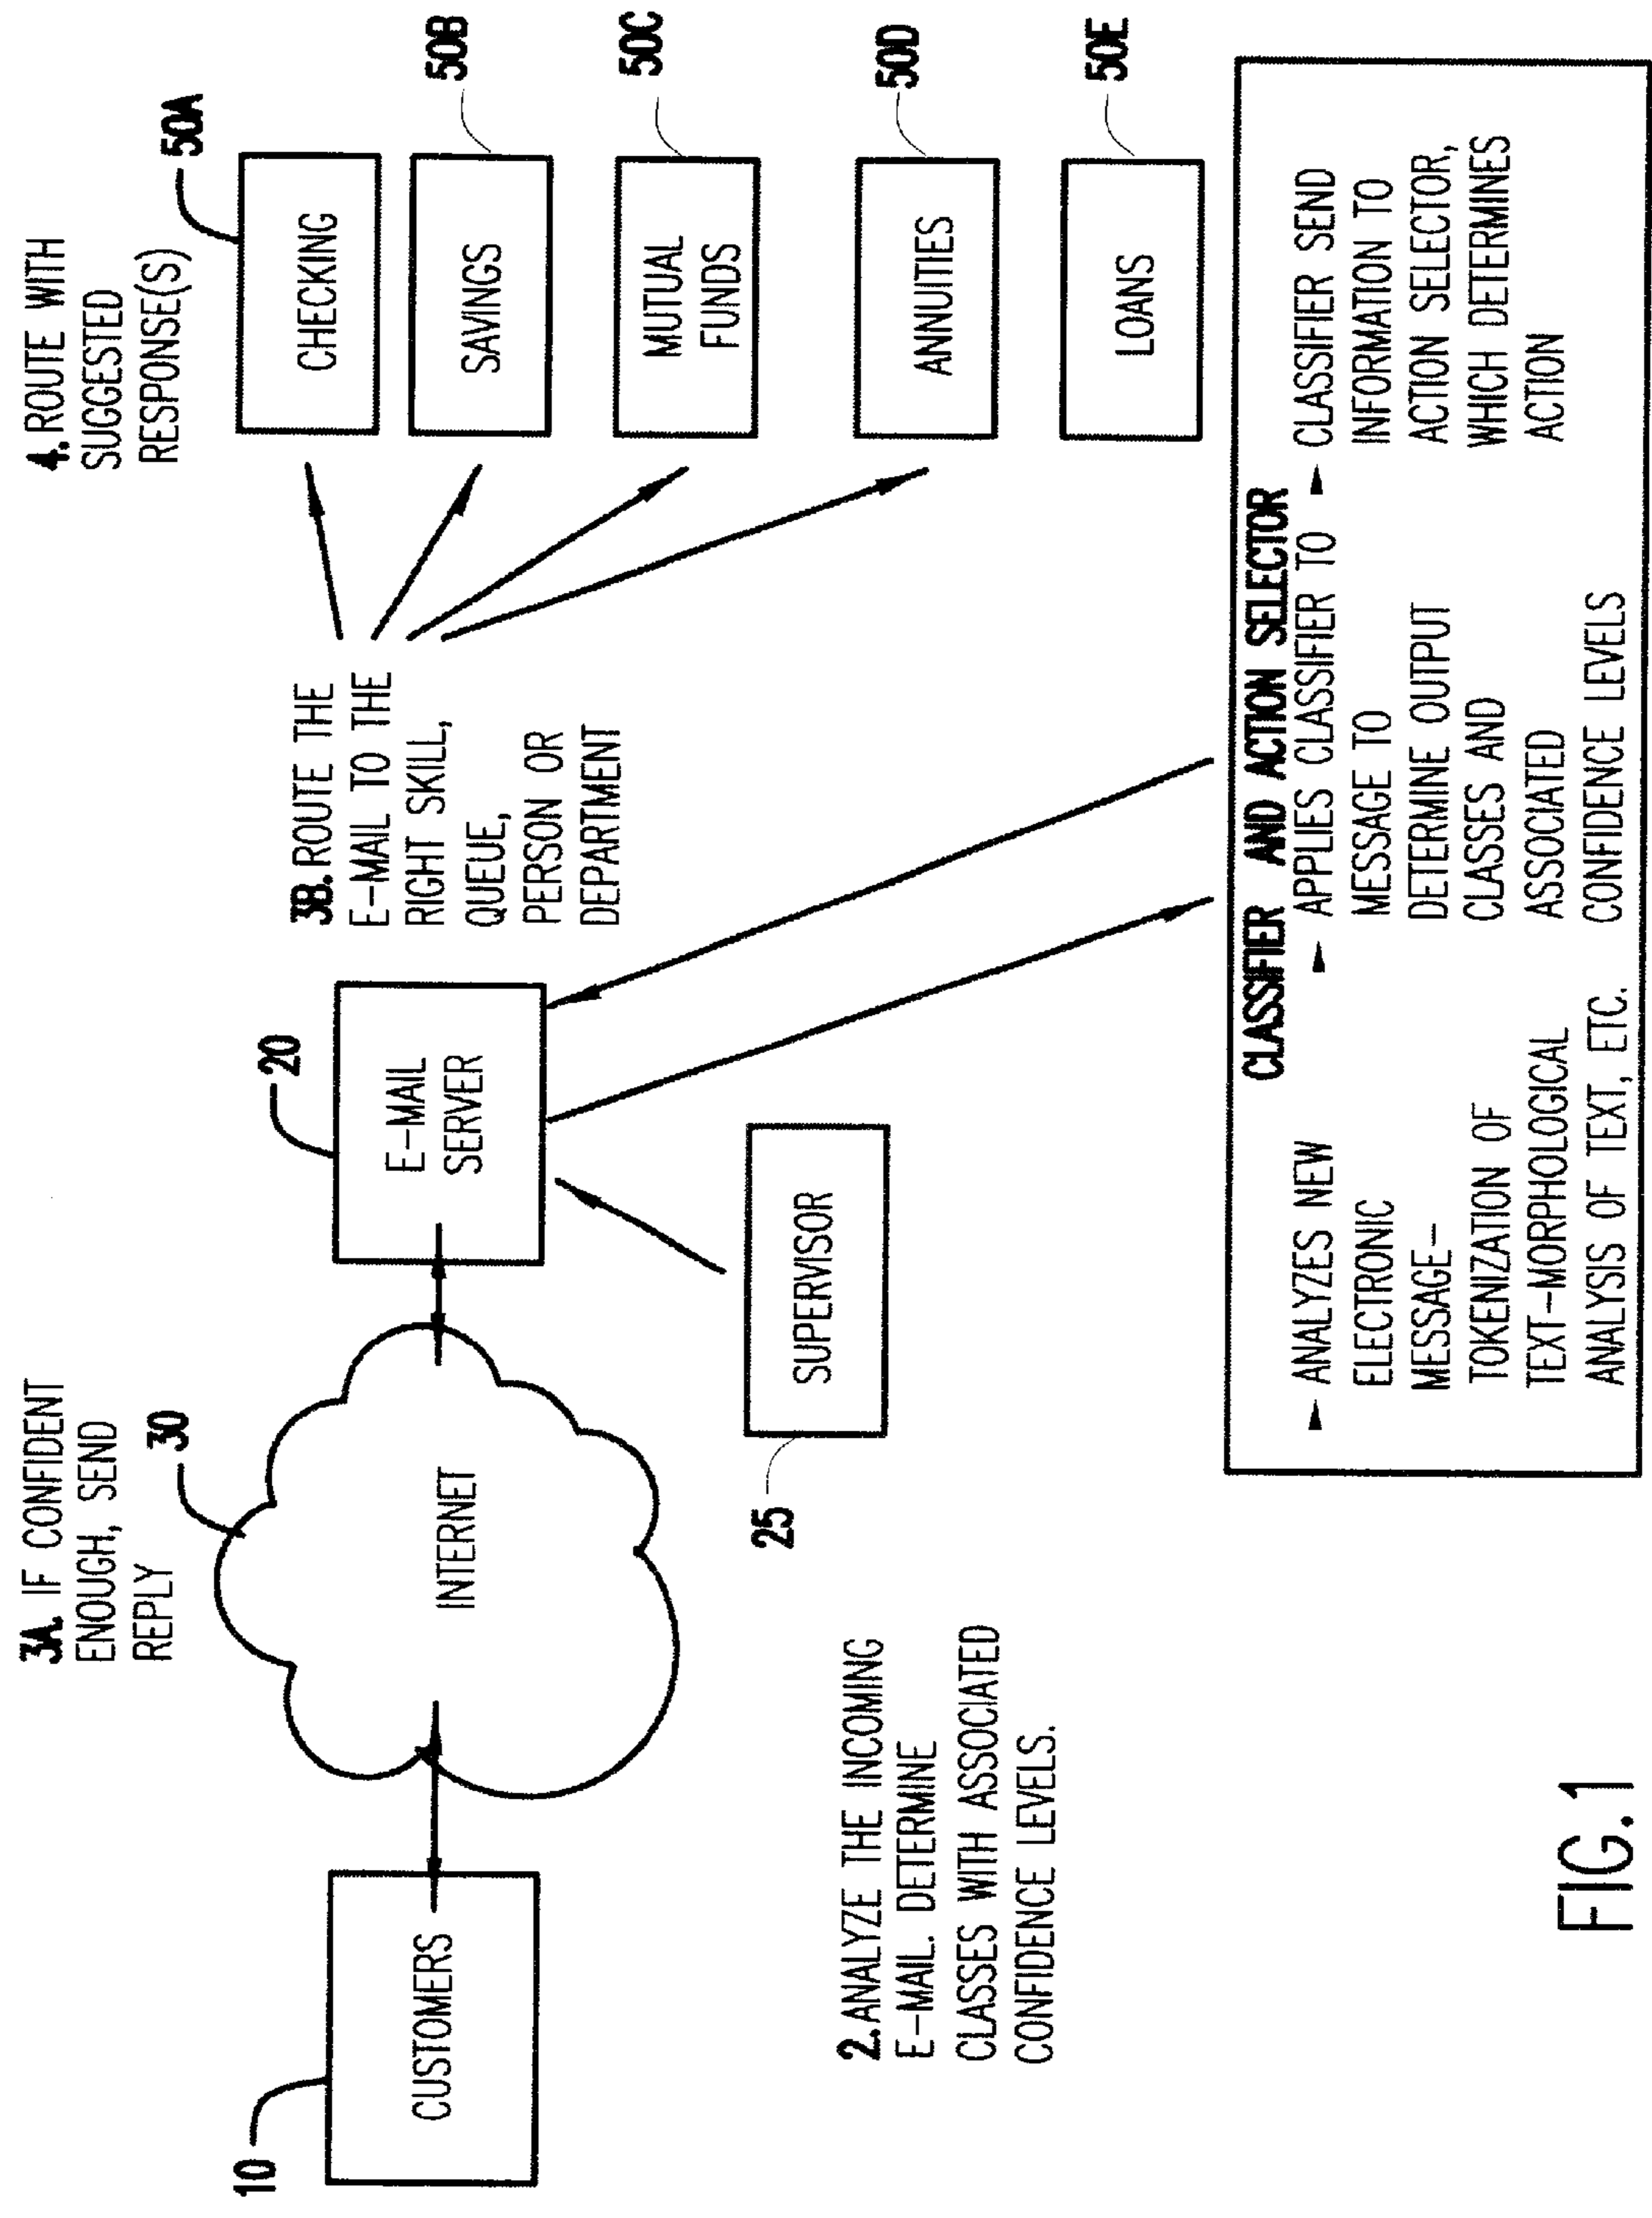 3A. IF CONFIDENT
ENOUGH, SEND
REPLY
4. ROUTE WITH
SUGGESTED
RESPONSE(S)
10
CUSTOMERS
30
INTERNET
20
E-MAIL
SERVER
25
SUPERVISOR
3B. ROUTE THE
E-MAIL TO THE
RIGHT SKILL,
QUEUE,
PERSON OR
DEPARTMENT
50A
CHECKING
50B
SAVINGS
50C
MUTUAL
FUNDS
50D
ANNUITIES
50E
LOANS
2. ANALYZE THE INCOMING
E-MAIL. DETERMINE
CLASSES WITH ASSOCIATED
CONFIDENCE LEVELS.
CLASSIFIER AND ACTION SELECTOR
ANALYZES NEW
ELECTRONIC
MESSAGE-
TOKENIZATION OF
TEXT-MORPHOLOGICAL
ANALYSIS OF TEXT, ETC.
APPLIES CLASSIFIER TO
MESSAGE TO
DETERMINE OUTPUT
CLASSES AND
ASSOCIATED
CONFIDENCE LEVELS
CLASSIFIER SEND
INFORMATION TO
ACTION SELECTOR,
WHICH DETERMINES
ACTION
FIG.1